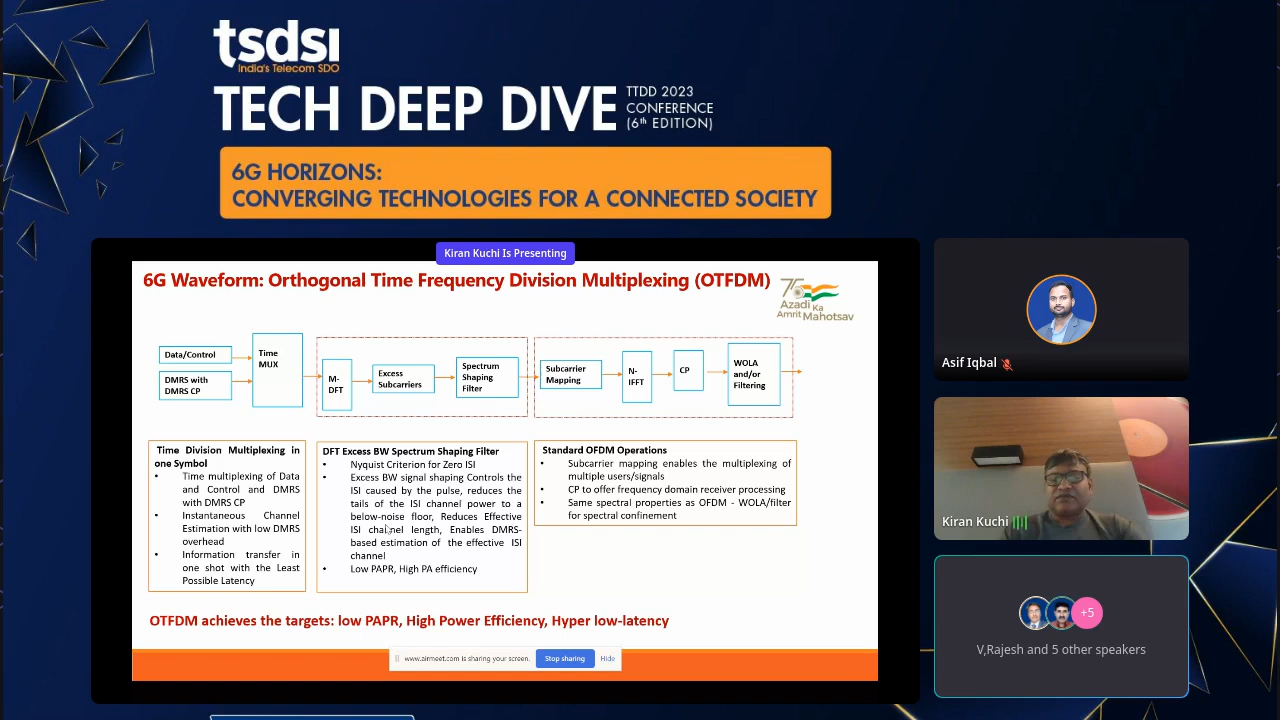 tsdsi
India's Telecom SDO
TECH DEEP DIVE
TTDD 2023
CONFERENCE
(6th EDITION)
6G HORIZONS:
CONVERGING TECHNOLOGIES FOR A CONNECTED SOCIETY
Kiran Kuchi Is Presenting
6G Waveform: Orthogonal Time Frequency Division Multiplexing (OTFDM)
75
Azadi Ka
Amrit Mahotsav
Data/Control
DMRS with
DMRS CP
Time
MUX
M-
DFT
Excess
Subcarriers
Spectrum
Shaping
Filter
Subcarrier
Mapping
N-
IFFT
CP
WOLA
and/or
Filtering
Time Division Multiplexing in
one Symbol
• Time multiplexing of Data
and Control and DMRS
with DMRS CP
• Instantaneous Channel
Estimation with low DMRS
overhead
• Information transfer in
one shot with the Least
Possible Latency
DFT Excess BW Spectrum Shaping Filter
• Nyquist Criterion for Zero ISI
• Excess BW signal shaping Controls the
ISI caused by the pulse, reduces the
tails of the ISI channel power to a
below-noise floor, Reduces Effective
ISI channel length, Enables DMRS-
based estimation of the effective ISI
channel
• Low PAPR, High PA efficiency
Standard OFDM Operations
• Subcarrier mapping enables the multiplexing of
multiple users/signals
• CP to offer frequency domain receiver processing
• Same spectral properties as OFDM - WOLA/filter
for spectral confinement
OTFDM achieves the targets: low PAPR, High Power Efficiency, Hyper low-latency
www.airmeet.com is sharing your screen.
Stop sharing
Hide
Asif Iqbal
Kiran Kuchi
+5
V,Rajesh and 5 other speakers